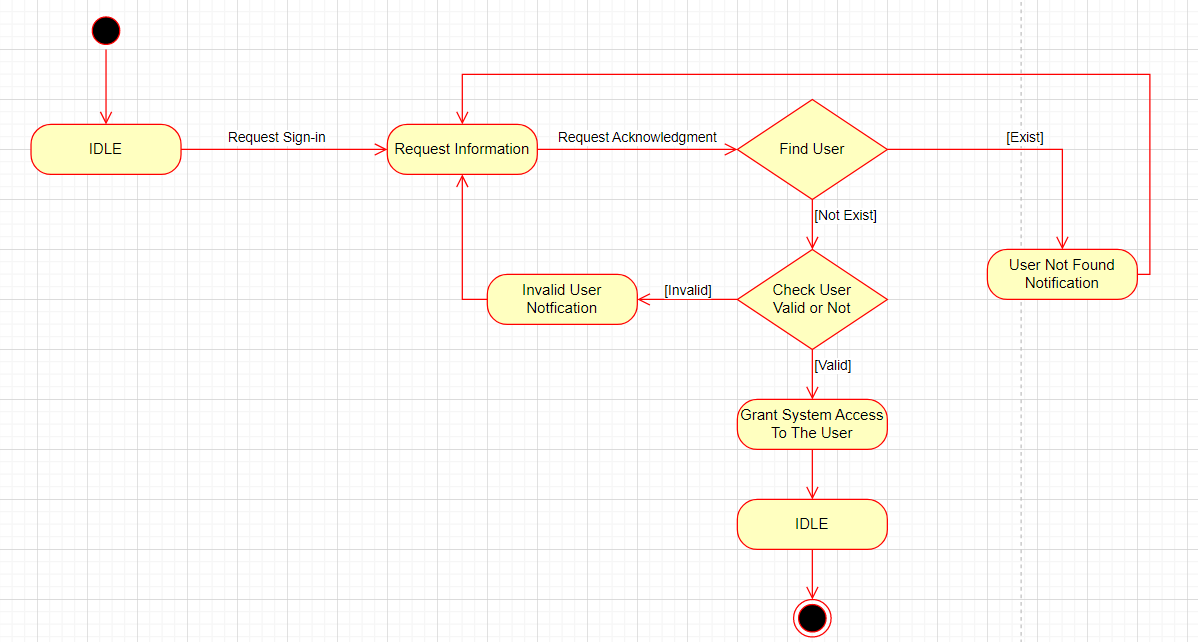 IDLE
Request Sign-in
Request Information
Request Acknowledgment
Find User
[Exist]
[Not Exist]
User Not Found
Notification
Invalid User
Notfication
[Invalid]
Check User
Valid or Not
[Valid]
Grant System Access
To The User
IDLE